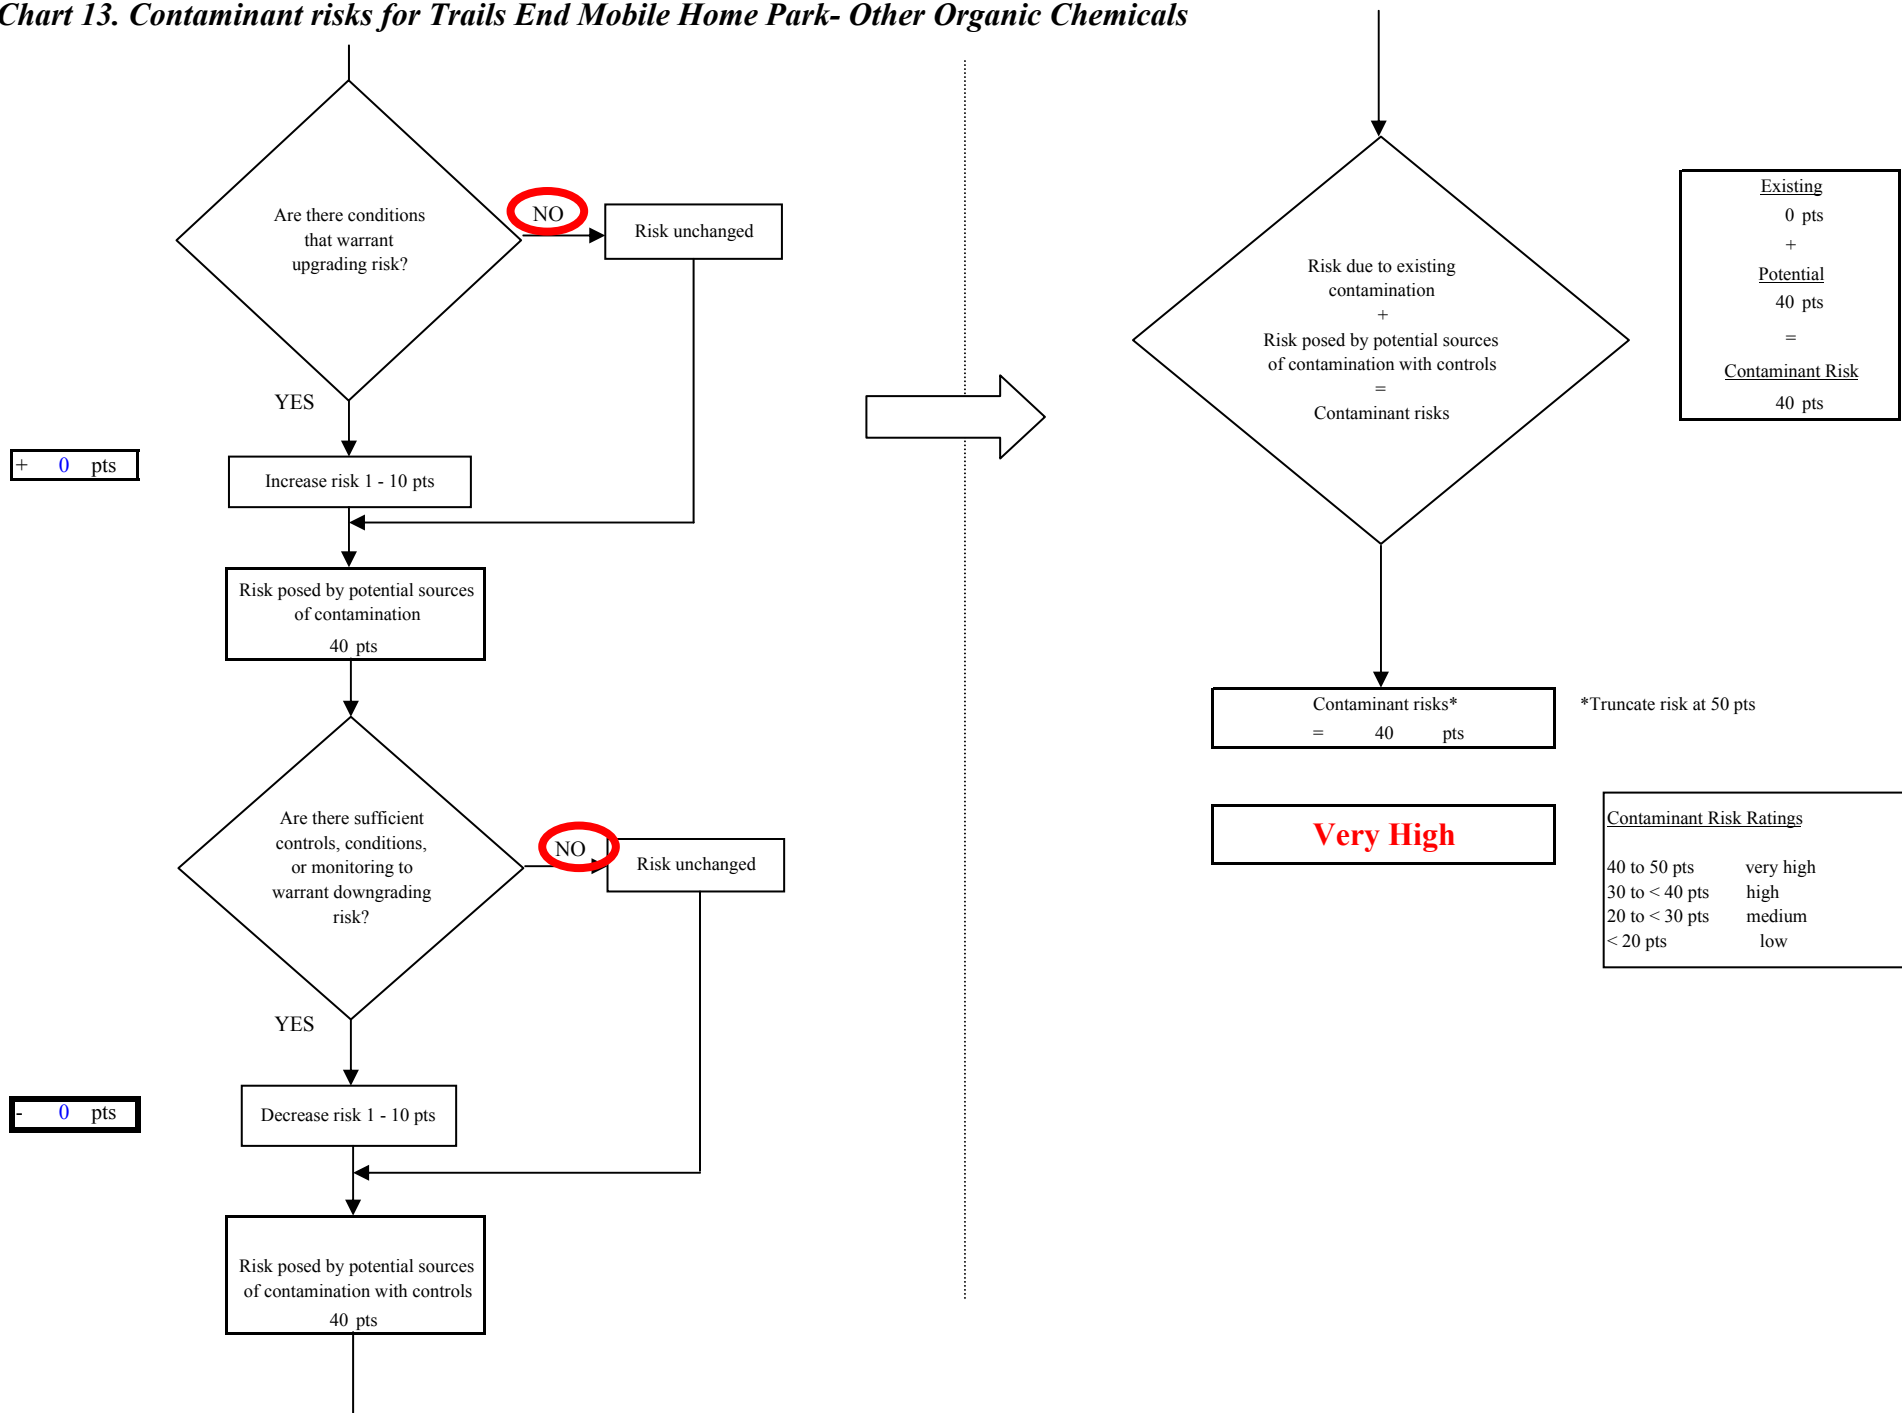 Chart 13. Contaminant risks for Trails End Mobile Home Park- Other Organic Chemicals
Are there conditions
that warrant
upgrading risk?
NO
Risk unchanged
YES
+ 0 pts
Increase risk 1 - 10 pts
Risk posed by potential sources
of contamination
40 pts
Are there sufficient
controls, conditions,
or monitoring to
warrant downgrading
risk?
NO
Risk unchanged
YES
- 0 pts
Decrease risk 1 - 10 pts
Risk posed by potential sources
of contamination with controls
40 pts
Risk due to existing
contamination
+
Risk posed by potential sources
of contamination with controls
=
Contaminant risks
Existing
0 pts
+
Potential
40 pts
=
Contaminant Risk
40 pts
Contaminant risks*
= 40 pts
*Truncate risk at 50 pts
Very High
Contaminant Risk Ratings
40 to 50 pts very high
30 to < 40 pts high
20 to < 30 pts medium
< 20 pts low